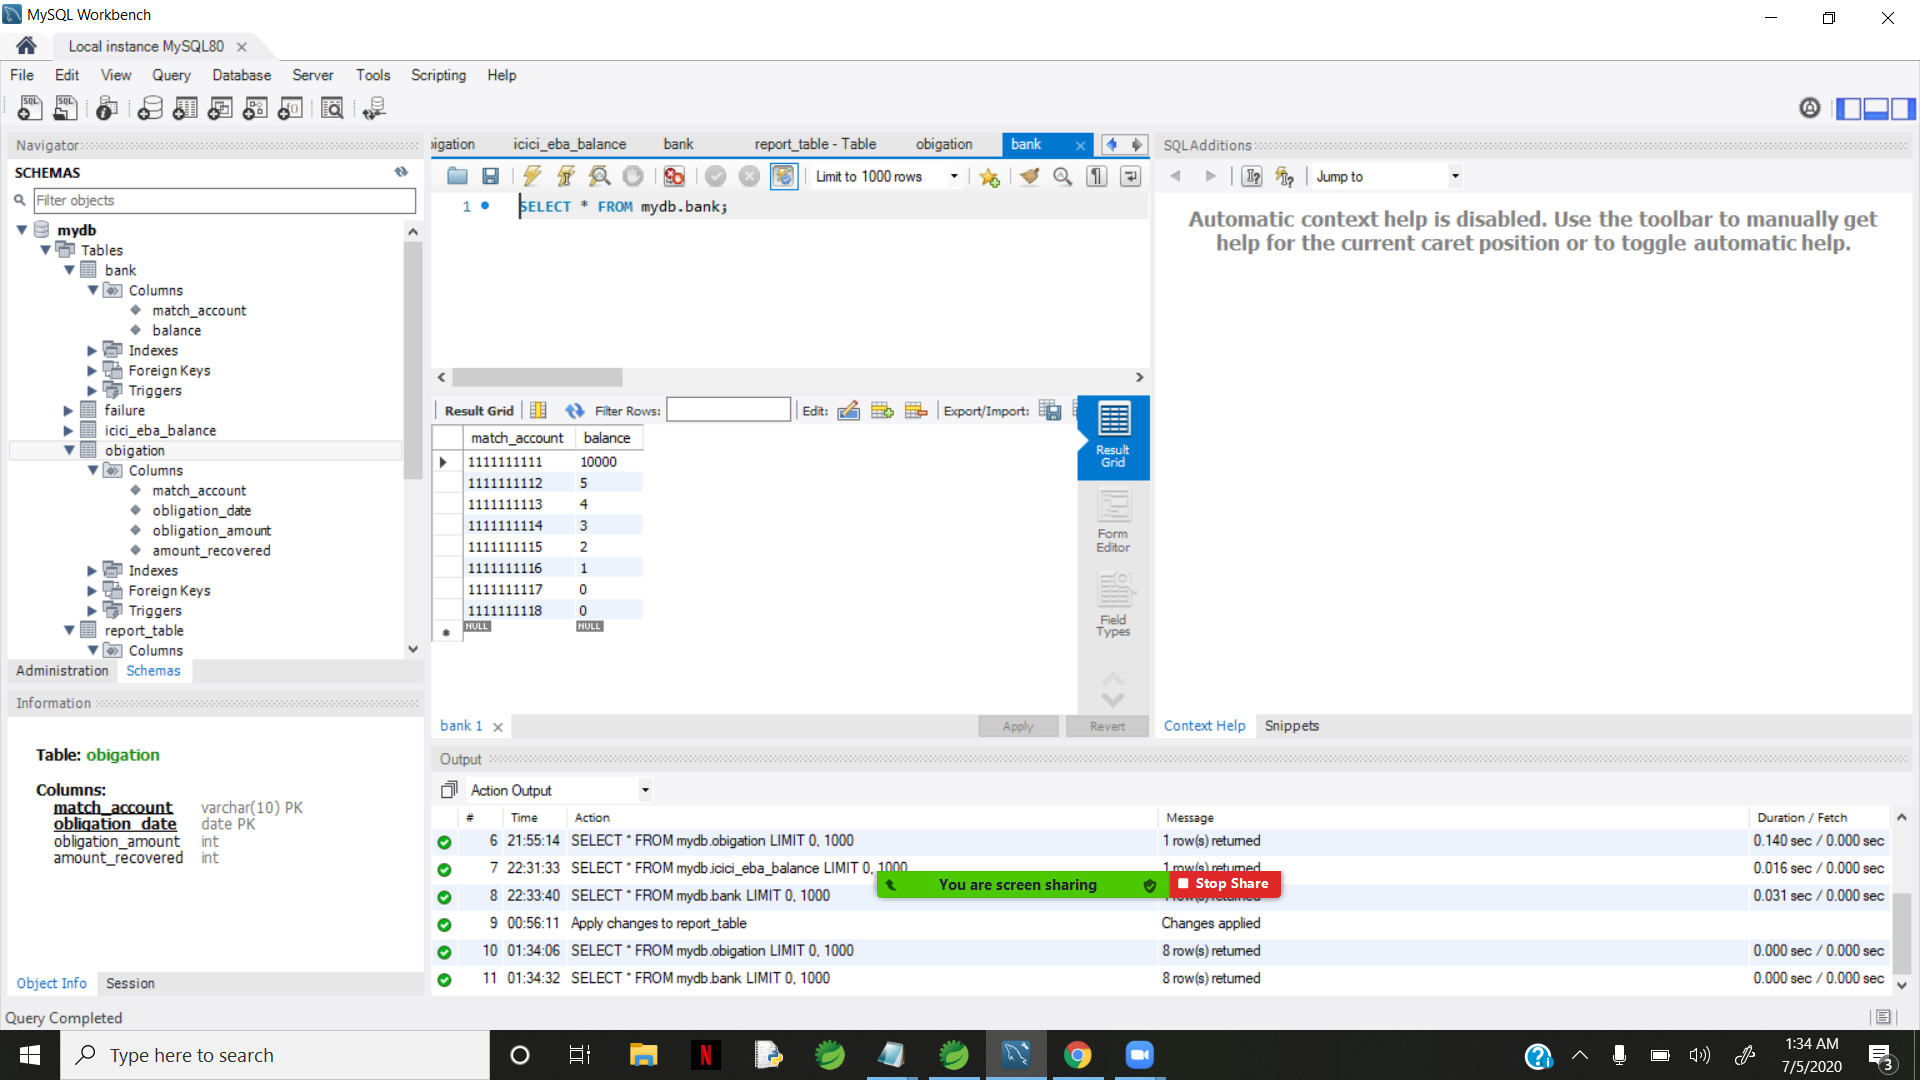 MySQL Workbench
Local instance MySQL80
File Edit View Query Database Server Tools Scripting Help
Navigator
SCHEMAS
Filter objects
mydb
Tables
bank
Columns
match_account
balance
Indexes
Foreign Keys
Triggers
failure
icici_eba_balance
obigation
Columns
match_account
obligation_date
obligation_amount
amount_recovered
Indexes
Foreign Keys
Triggers
report_table
Columns
Administration Schemas
Information
Table: obigation
Columns:
match_account varchar(10) PK
obligation_date date PK
obligation_amount int
amount_recovered int
Object Info Session
Query Completed
igation icici_eba_balance bank report_table - Table obigation bank
Limit to 1000 rows
1 SELECT * FROM mydb.bank;
Result Grid Filter Rows: Edit: Export/Import:
match_account balance
1111111111 10000
1111111112 5
1111111113 4
1111111114 3
1111111115 2
1111111116 1
1111111117 0
1111111118 0
NULL NULL
Result
Grid
Form
Editor
Field
Types
bank 1 Apply Revert
SQLAdditions
Jump to
Automatic context help is disabled. Use the toolbar to manually get
help for the current caret position or to toggle automatic help.
Context Help Snippets
Output
Action Output
# Time Action Message Duration / Fetch
6 21:55:14 SELECT * FROM mydb.obigation LIMIT 0, 1000 1 row(s) returned 0.140 sec / 0.000 sec
7 22:31:33 SELECT * FROM mydb.icici_eba_balance LIMIT 0, 1000 1 row(s) returned 0.016 sec / 0.000 sec
You are screen sharing Stop Share
8 22:33:40 SELECT * FROM mydb.bank LIMIT 0, 1000 1 row(s) returned 0.031 sec / 0.000 sec
9 00:56:11 Apply changes to report_table Changes applied
10 01:34:06 SELECT * FROM mydb.obigation LIMIT 0, 1000 8 row(s) returned 0.000 sec / 0.000 sec
11 01:34:32 SELECT * FROM mydb.bank LIMIT 0, 1000 8 row(s) returned 0.000 sec / 0.000 sec
Type here to search
1:34 AM
7/5/2020
3